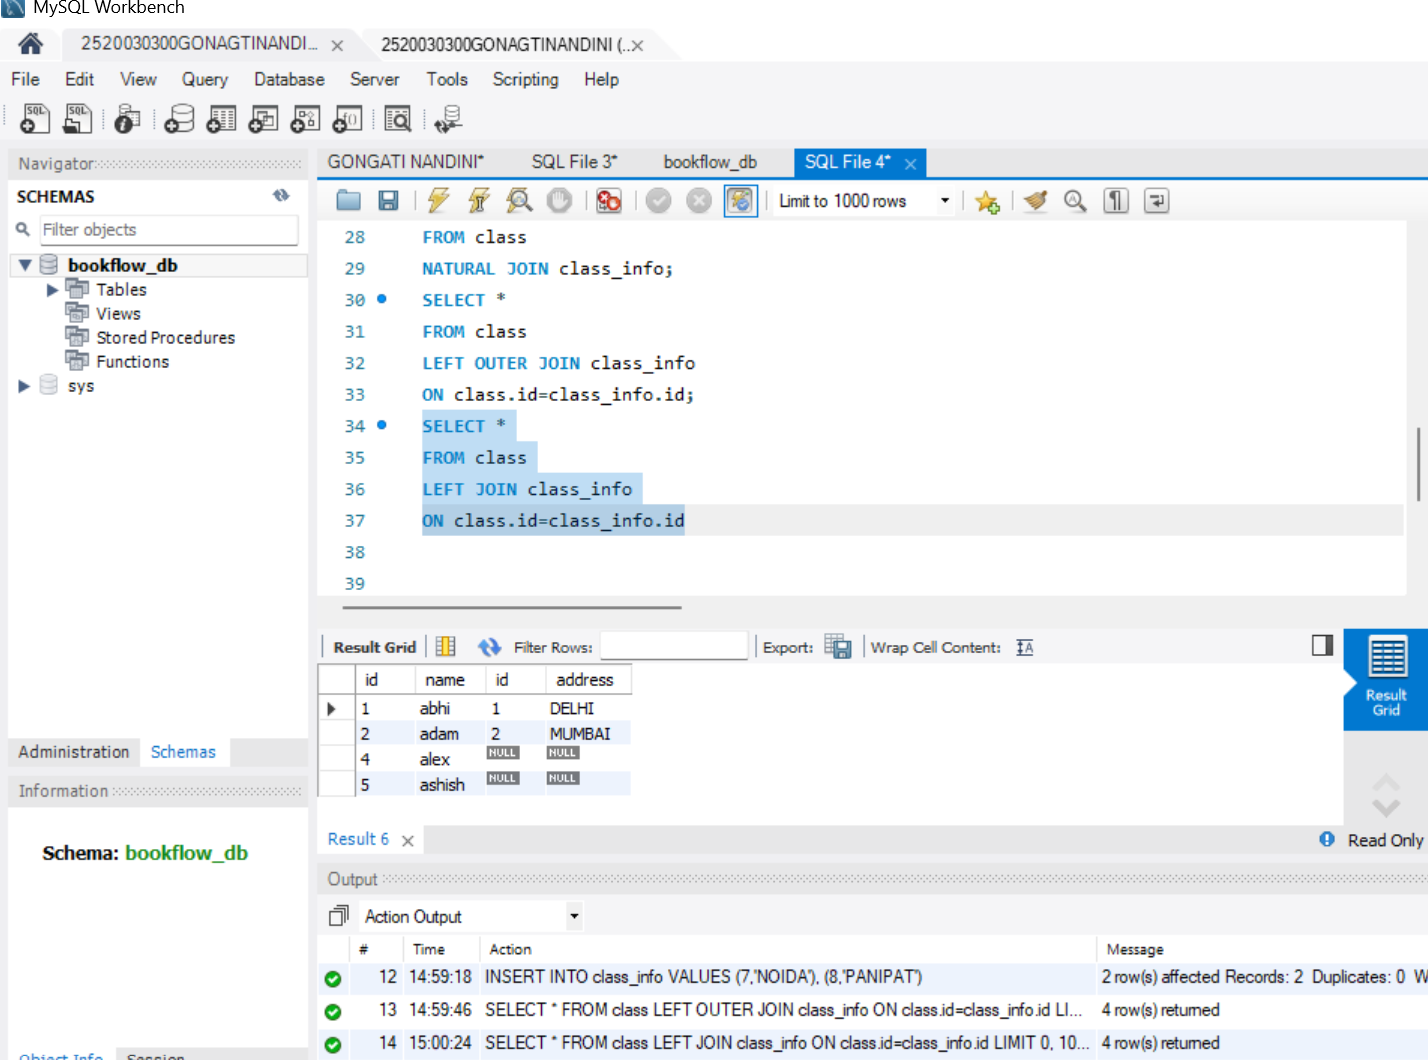 MySQL Workbench
2520030300GONAGTINANDI... 2520030300GONAGTINANDINI (...
File Edit View Query Database Server Tools Scripting Help
Navigator
SCHEMAS
Filter objects
bookflow_db
Tables
Views
Stored Procedures
Functions
sys
Administration Schemas
Information
Schema: bookflow_db
Object Info Session
GONGATI NANDINI* SQL File 3* bookflow_db SQL File 4*
Limit to 1000 rows
28 FROM class
29 NATURAL JOIN class_info;
30 SELECT *
31 FROM class
32 LEFT OUTER JOIN class_info
33 ON class.id=class_info.id;
34 SELECT *
35 FROM class
36 LEFT JOIN class_info
37 ON class.id=class_info.id
38
39
Result Grid Filter Rows: Export: Wrap Cell Content:
id name id address
1 abhi 1 DELHI
2 adam 2 MUMBAI
4 alex NULL NULL
5 ashish NULL NULL
Result Grid
Result 6 Read Only
Output
Action Output
# Time Action Message
12 14:59:18 INSERT INTO class_info VALUES (7,'NOIDA'), (8,'PANIPAT') 2 row(s) affected Records: 2 Duplicates: 0 W
13 14:59:46 SELECT * FROM class LEFT OUTER JOIN class_info ON class.id=class_info.id LI... 4 row(s) returned
14 15:00:24 SELECT * FROM class LEFT JOIN class_info ON class.id=class_info.id LIMIT 0, 10... 4 row(s) returned